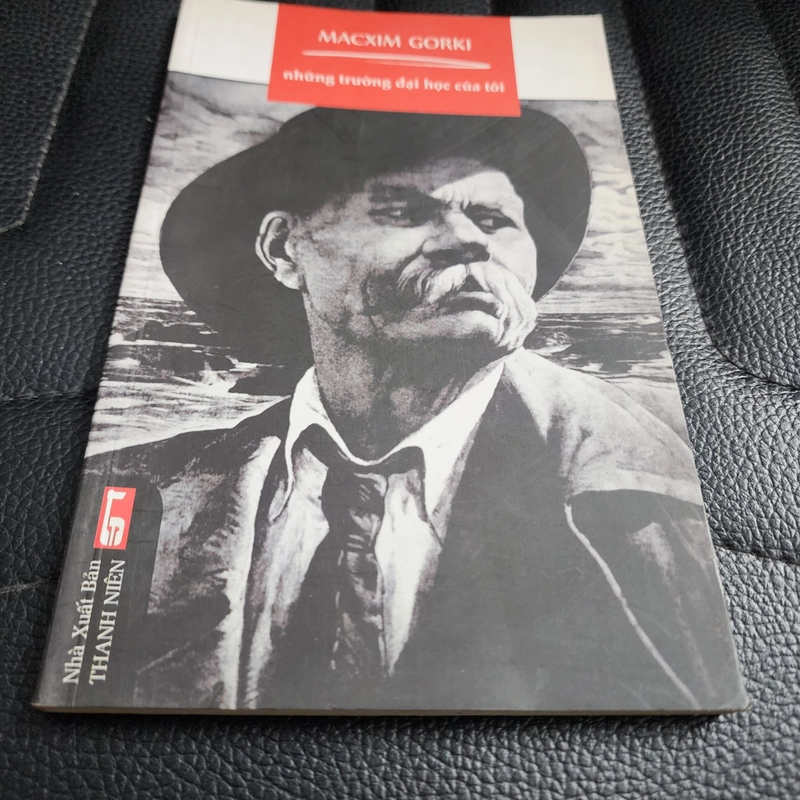 MACXIM GORKI
những trường đại học của tôi
Nhà Xuất Bản
THANH NIÊN